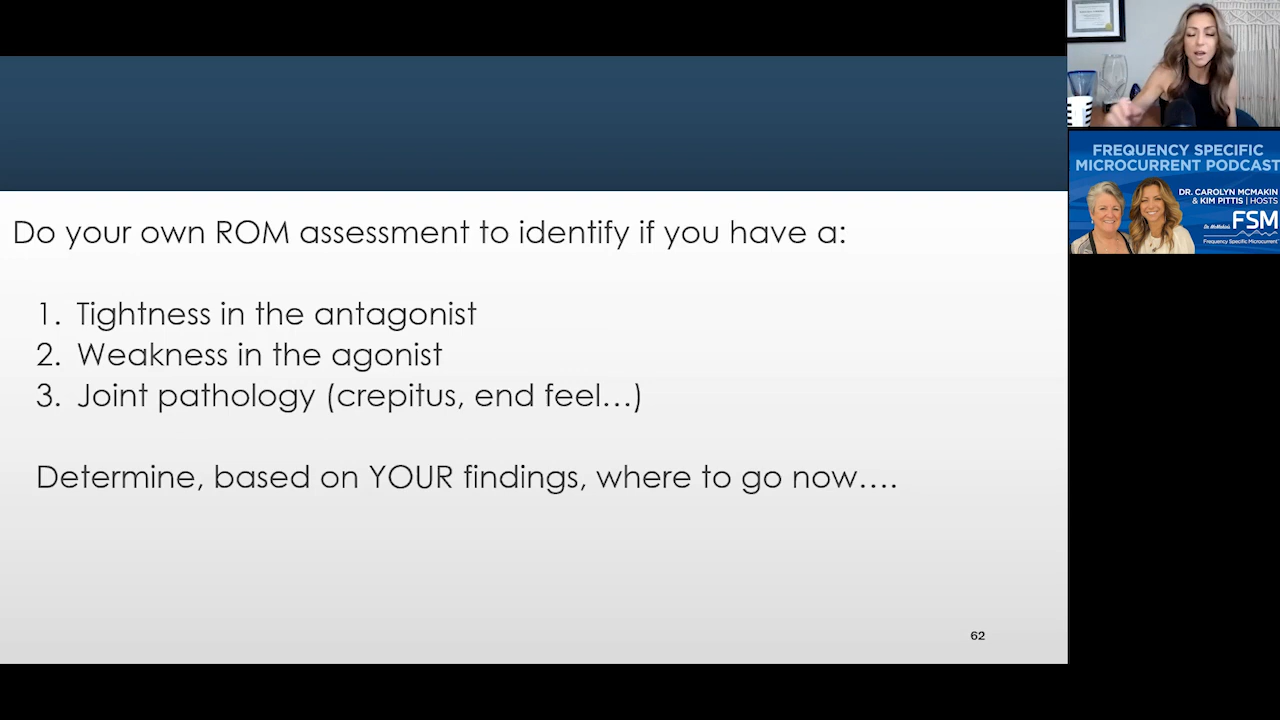 Do your own ROM assessment to identify if you have a:
1. Tightness in the antagonist
2. Weakness in the agonist
3. Joint pathology (crepitus, end feel…)
Determine, based on YOUR findings, where to go now….
62
FREQUENCY SPECIFIC
MICROCURRENT PODCAST
DR. CAROLYN MCMAKIN
& KIM PITTIS | HOSTS
Dr. McMakin's FSM
Frequency Specific Microcurrent